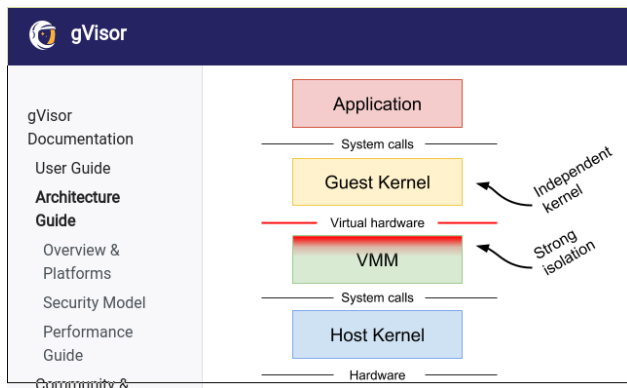 gVisor
gVisor
Documentation
User Guide
Architecture
Guide
Overview &
Platforms
Security Model
Performance
Guide
Community &
Application
System calls
Guest Kernel
Independent
kernel
Virtual hardware
Strong
isolation
VMM
System calls
Host Kernel
Hardware